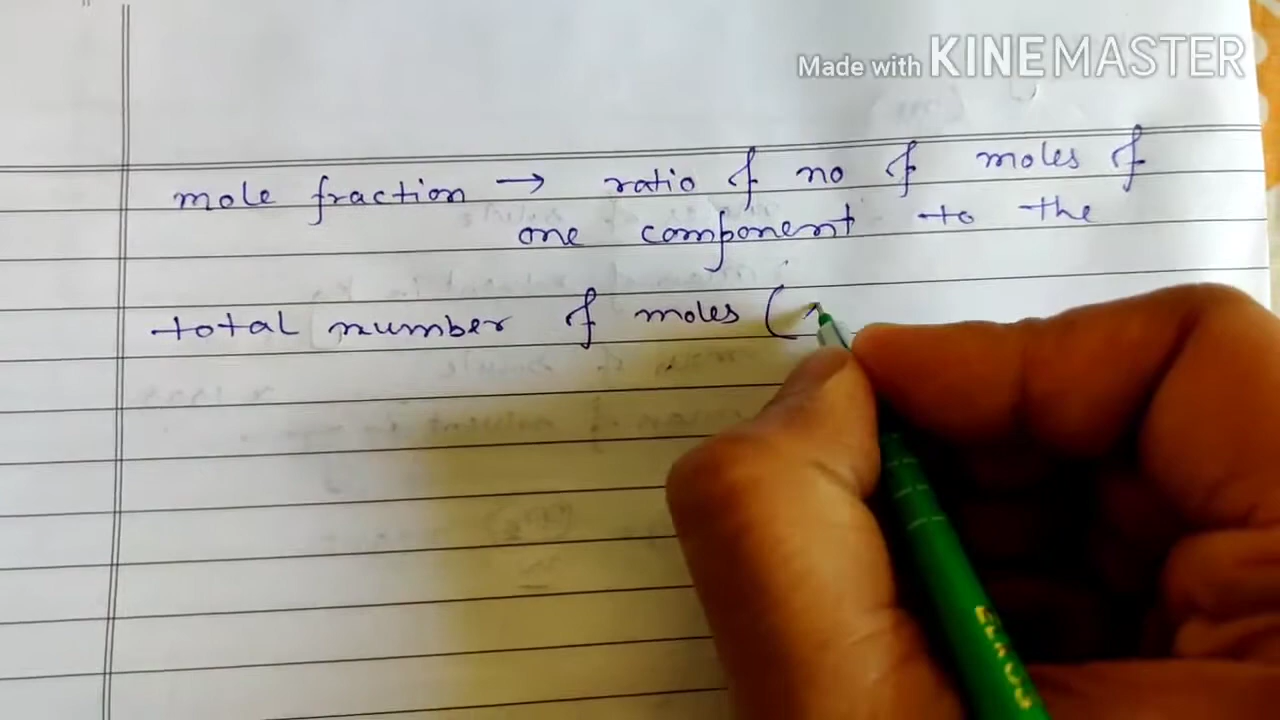 Made with KINEMASTER
mole fraction → ratio of no of moles of
one component to the
total number of moles (